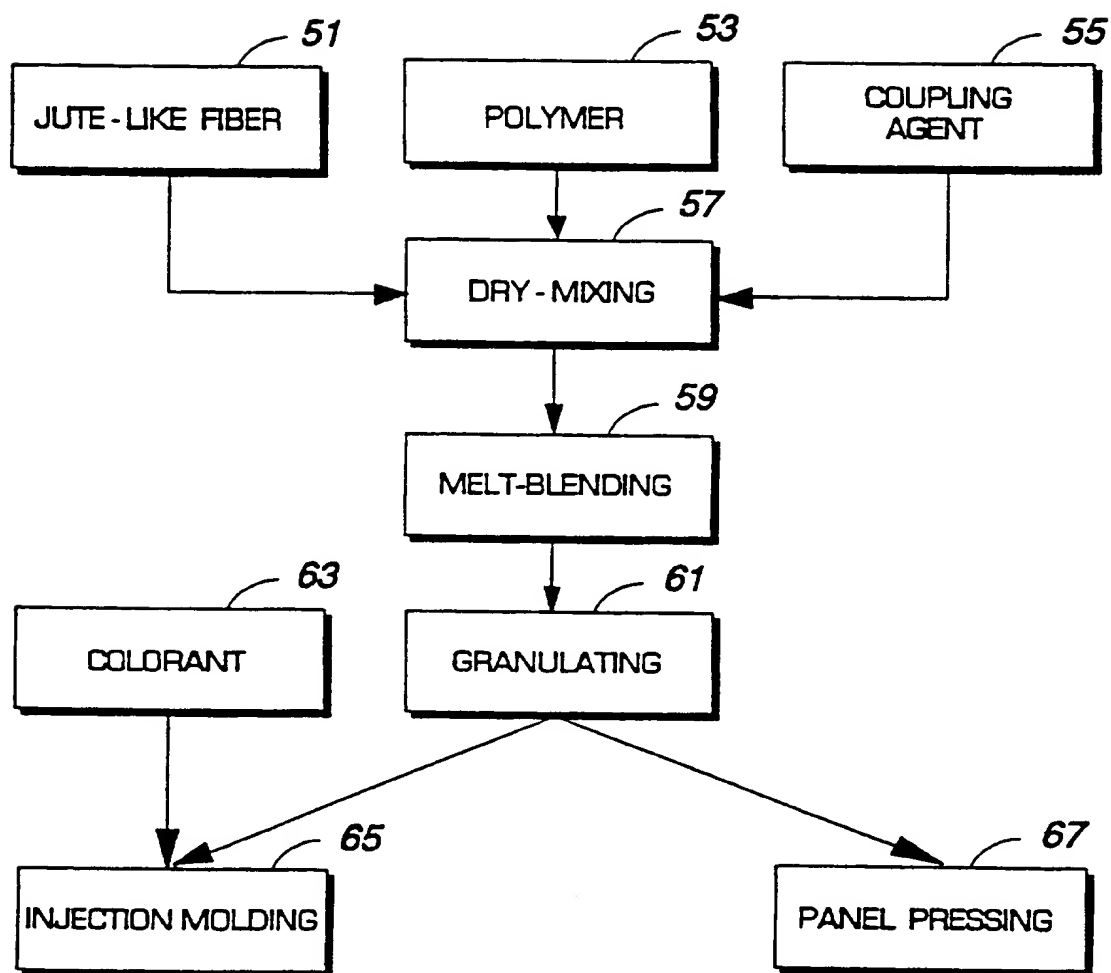 51
53
55
JUTE-LIKE FIBER
POLYMER
COUPLING
AGENT
57
DRY-MIXING
59
MELT-BLENDING
63
61
COLORANT
GRANULATING
65
67
INJECTION MOLDING
PANEL PRESSING